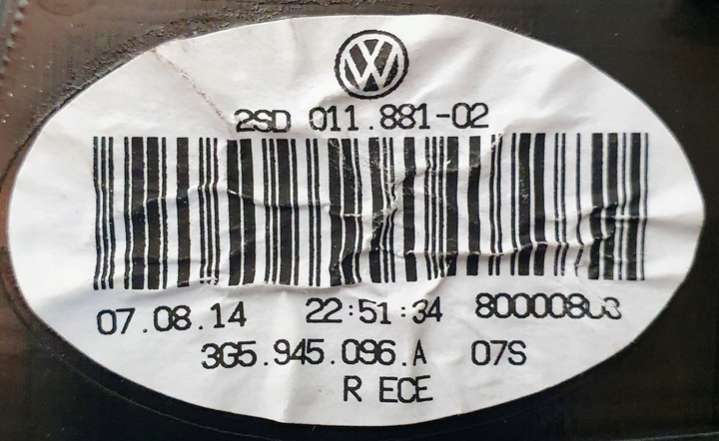 2SD 011.881-02
07.08.14 22:51:34
3G5.945.096.A 07S
R ECE